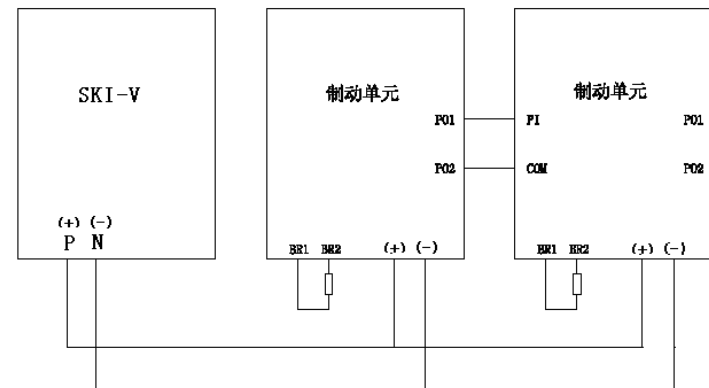 SKI-V
(+) (-)
P N
制动单元
PO1
PO2
BR1 BR2 (+) (-)
制动单元
PI PO1
COM PO2
BR1 BR2 (+) (-)